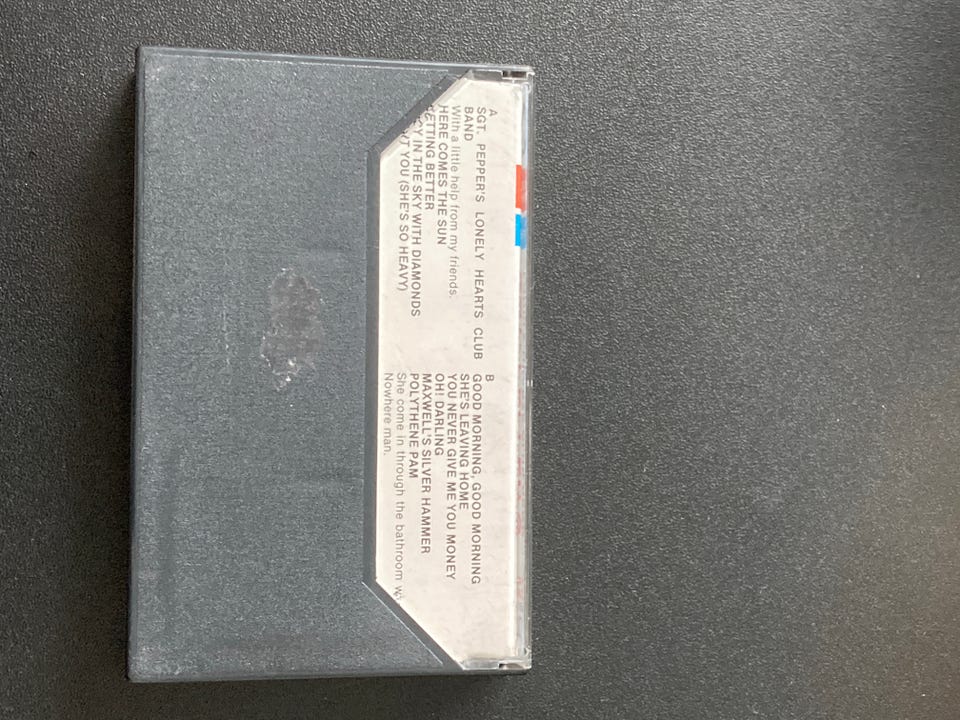 A
SGT. PEPPER'S LONELY HEARTS CLUB
BAND
With a little help from my friends.
HERE COMES THE SUN
GETTING BETTER
IN THE SKY WITH DIAMONDS
YOU (SHE'S SO HEAVY)
B
GOOD MORNING, GOOD MORNING
SHE'S LEAVING HOME
YOU NEVER GIVE ME YOU MONEY
OH! DARLING
MAXWELL'S SILVER HAMMER
POLYTHENE PAM
She come in through the bathroom
Nowhere man.